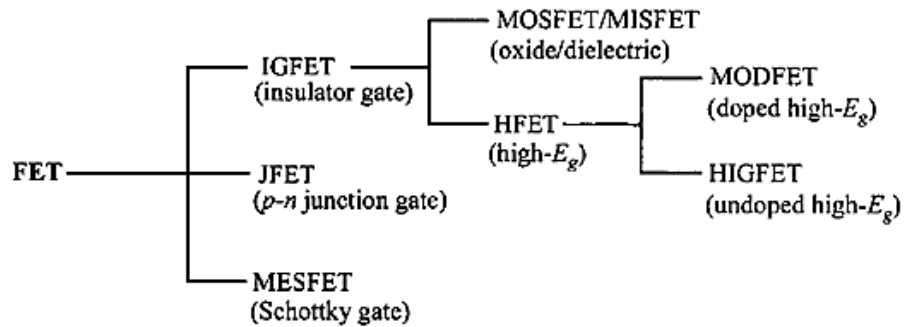 MOSFET/MISFET
(oxide/dielectric)
IGFET
(insulator gate)
MODFET
(doped high-Eg)
HFET
(high-Eg)
FET
JFET
(p-n junction gate)
HIGFET
(undoped high-Eg)
MESFET
(Schottky gate)